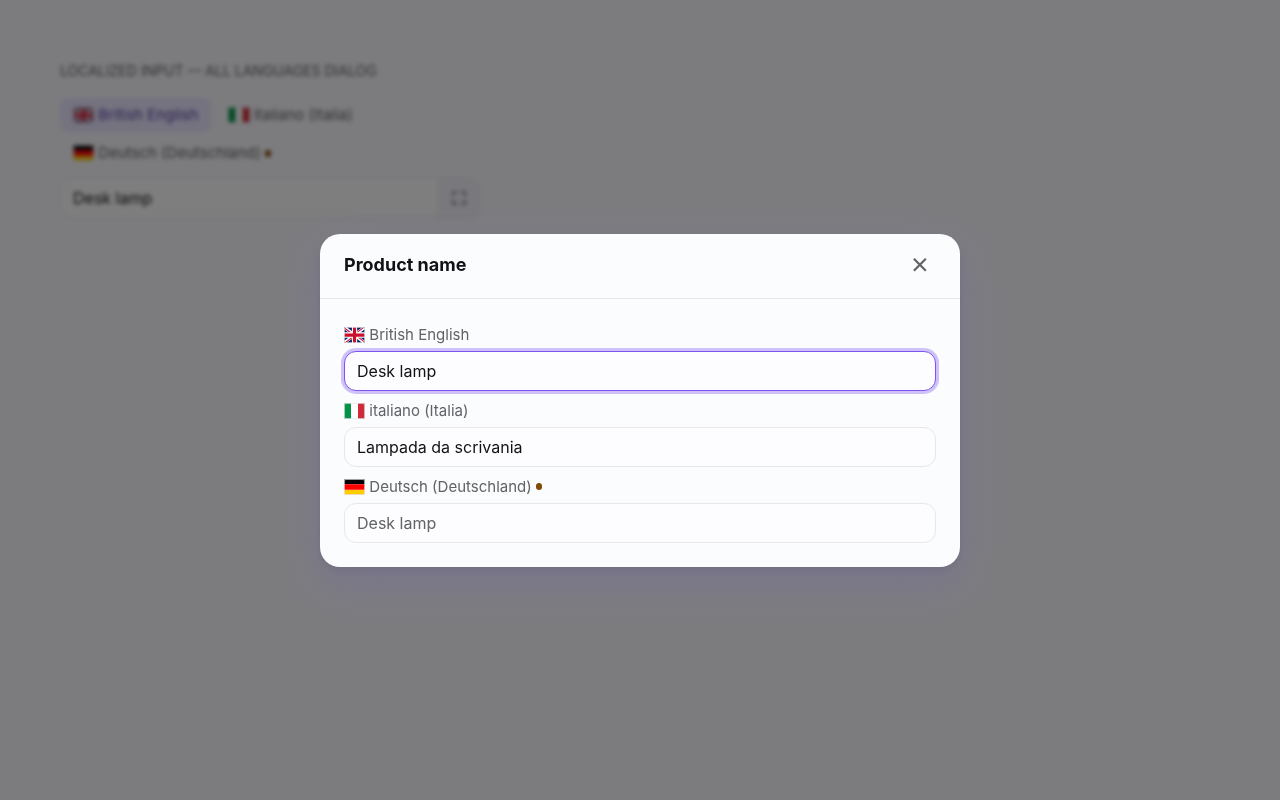 LOCALIZED INPUT — ALL LANGUAGES DIALOG
British English
italiano (Italia)
Deutsch (Deutschland)
Desk lamp
Product name
British English
Desk lamp
italiano (Italia)
Lampada da scrivania
Deutsch (Deutschland)
Desk lamp